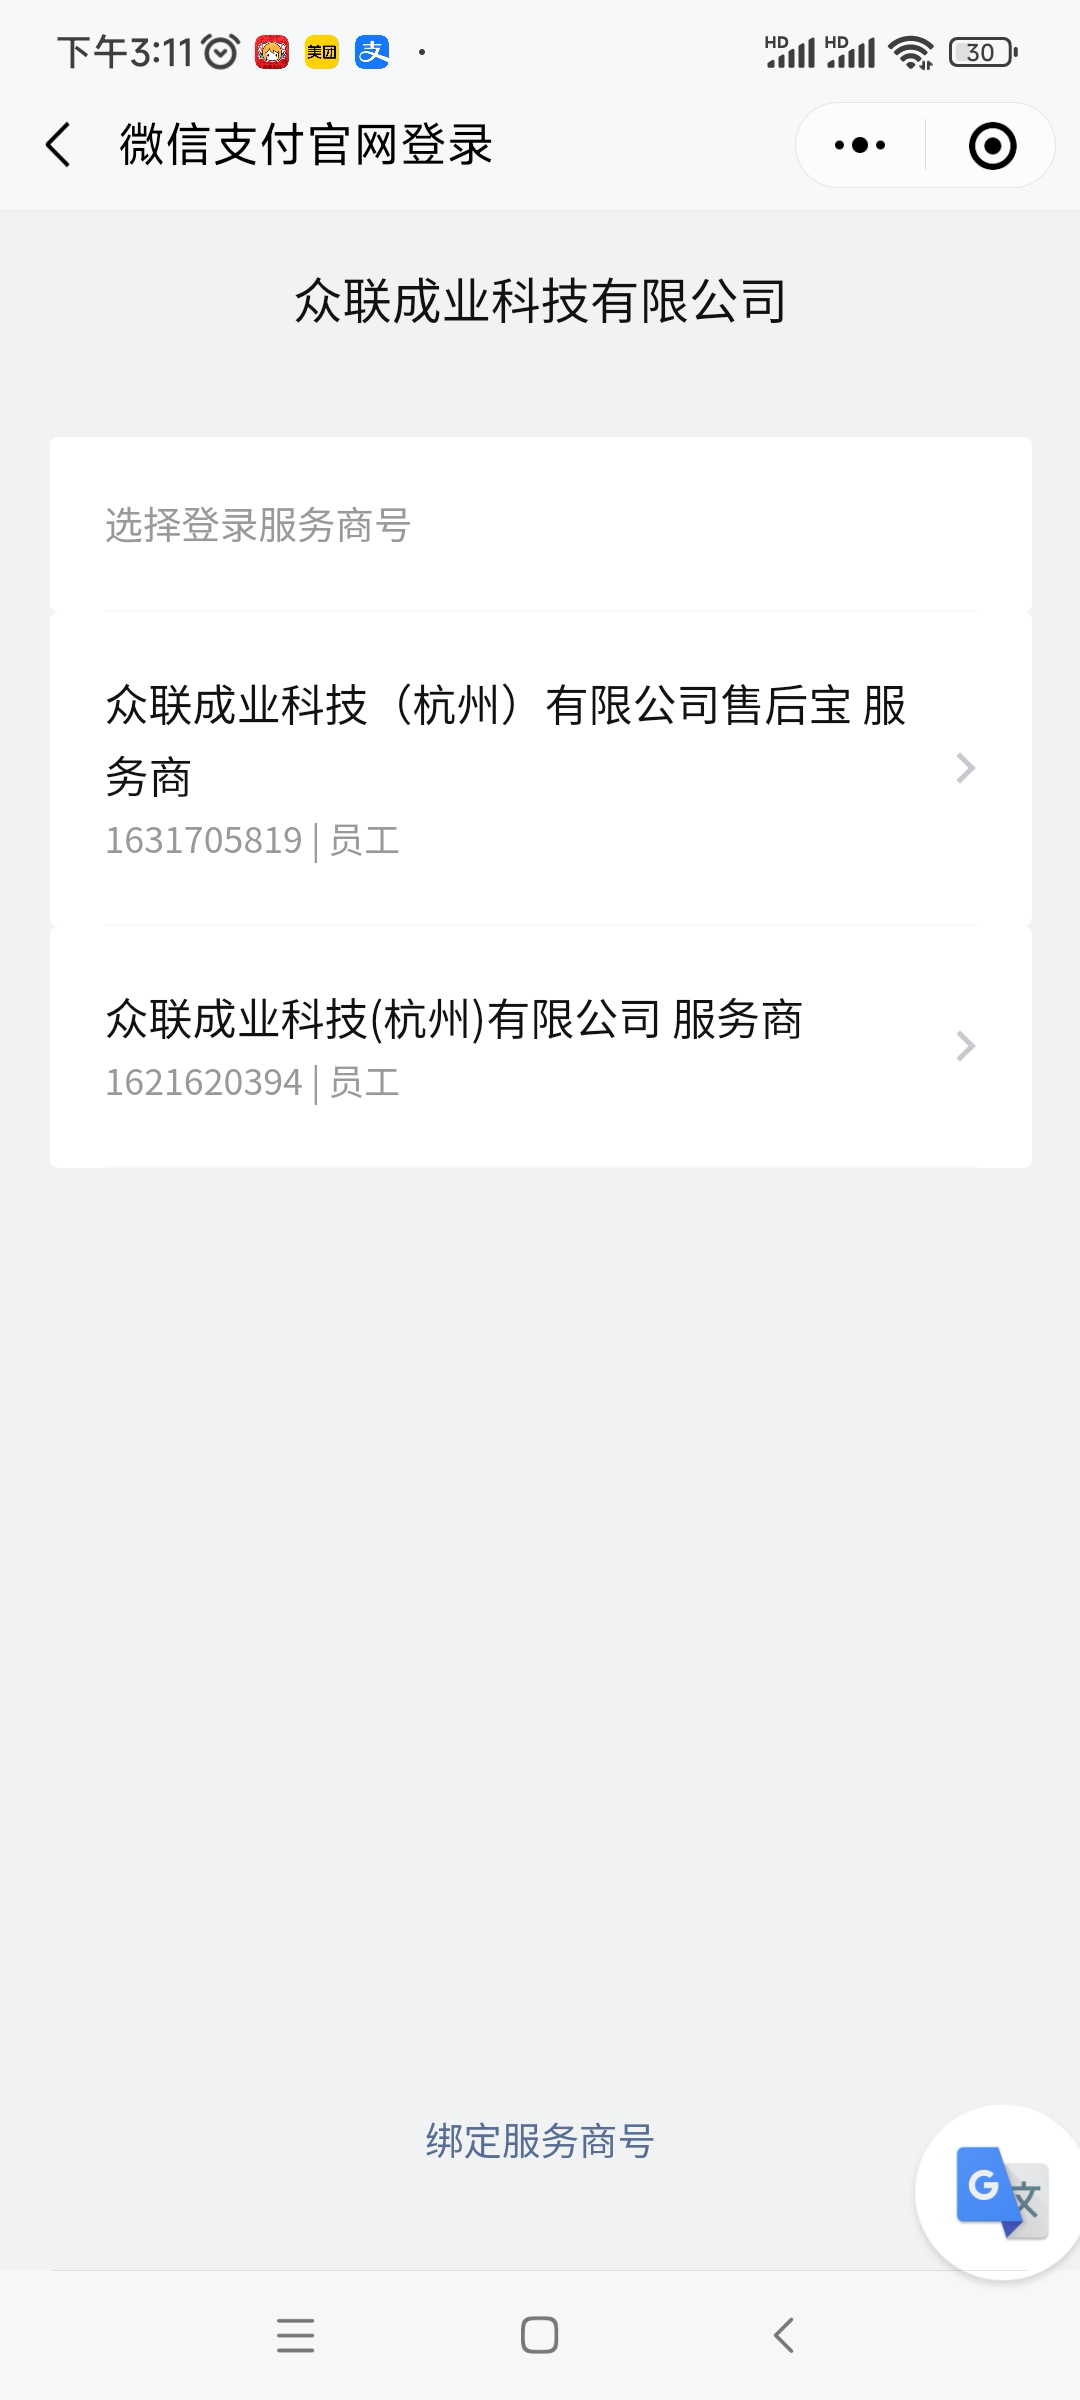 下午3:11
美团
支
HD HD 30
微信支付官网登录
众联成业科技有限公司
选择登录服务商号
众联成业科技（杭州）有限公司售后宝 服
务商
1631705819 | 员工
众联成业科技(杭州)有限公司 服务商
1621620394 | 员工
绑定服务商号
G 文